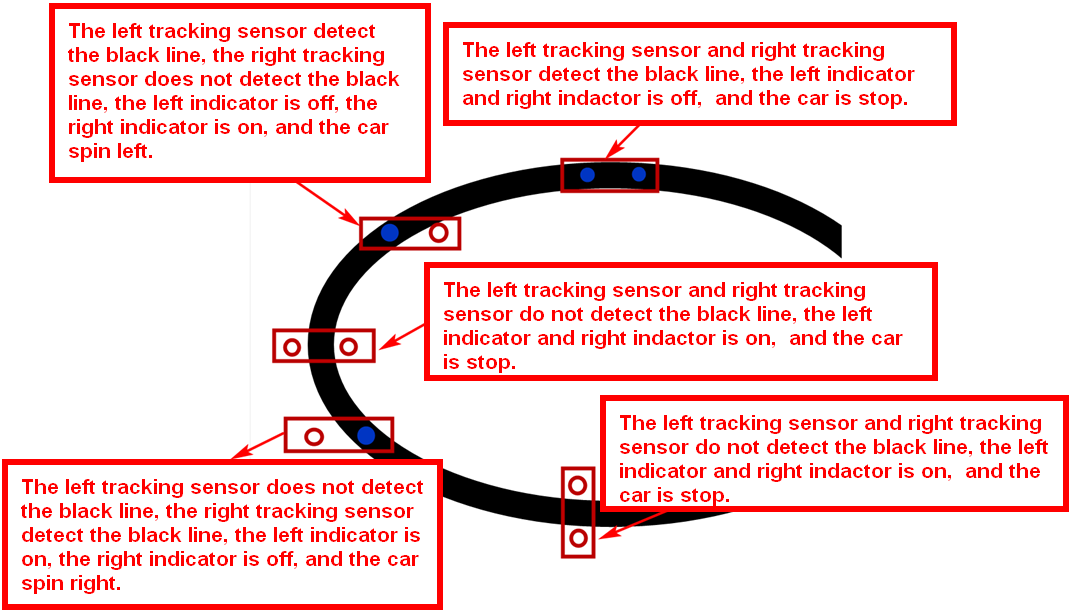 The left tracking sensor detect
the black line, the right tracking
sensor does not detect the black
line, the left indicator is off, the
right indicator is on, and the car
spin left.
The left tracking sensor and right tracking
sensor detect the black line, the left indicator
and right indactor is off,  and the car is stop.
The left tracking sensor and right tracking
sensor do not detect the black line, the left
indicator and right indactor is on,  and the car
is stop.
The left tracking sensor and right tracking
sensor do not detect the black line, the left
indicator and right indactor is on,  and the
car is stop.
The left tracking sensor does not detect
the black line, the right tracking sensor
detect the black line, the left indicator is
on, the right indicator is off, and the car
spin right.